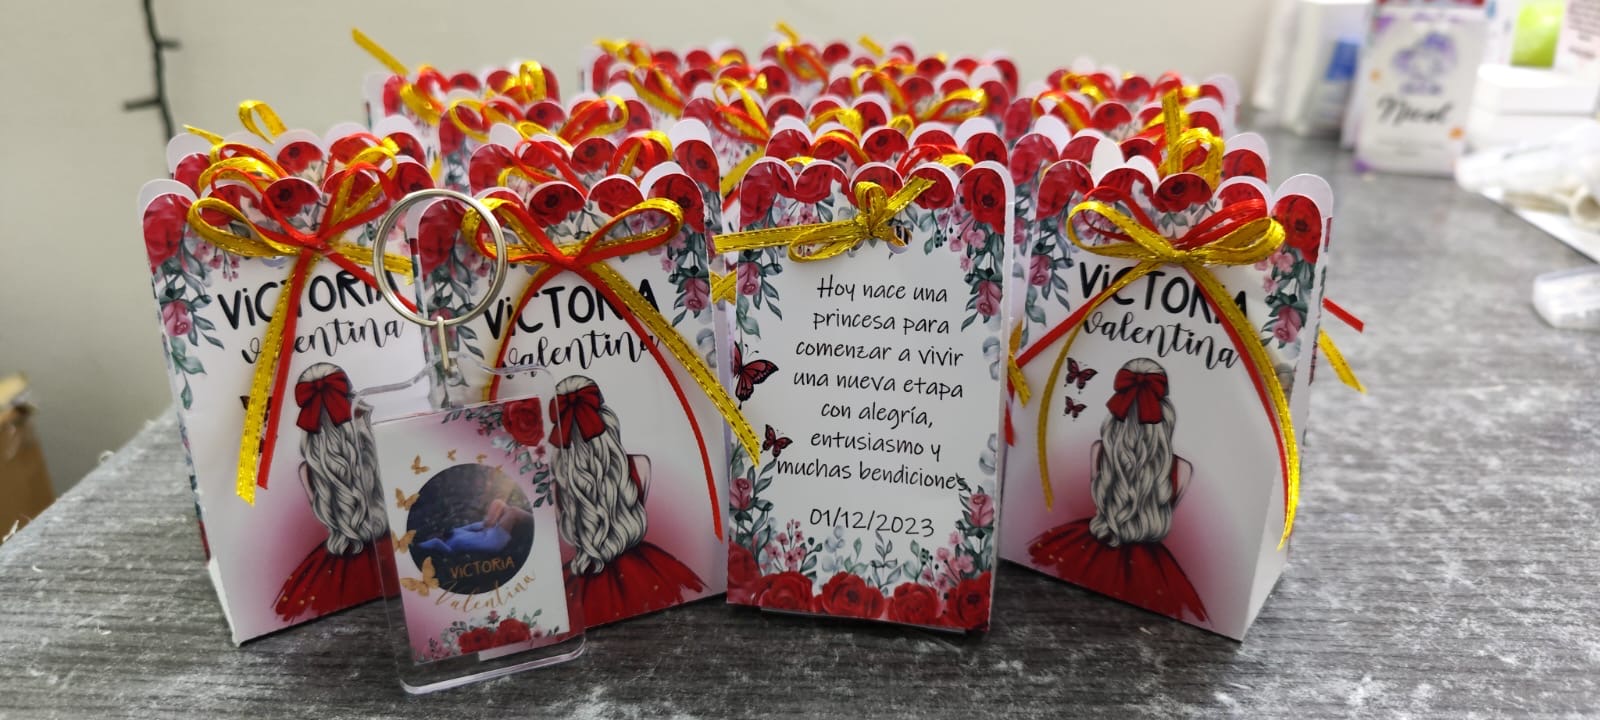 VICTORIA
Valentina
VICTORIA
Valentina
Hoy nace una
princesa para
comenzar a vivir
una nueva etapa
con alegría,
entusiasmo y
muchas bendiciones
01/12/2023
VICTORIA
Valentina
VICTORIA
Valentina
Nicol